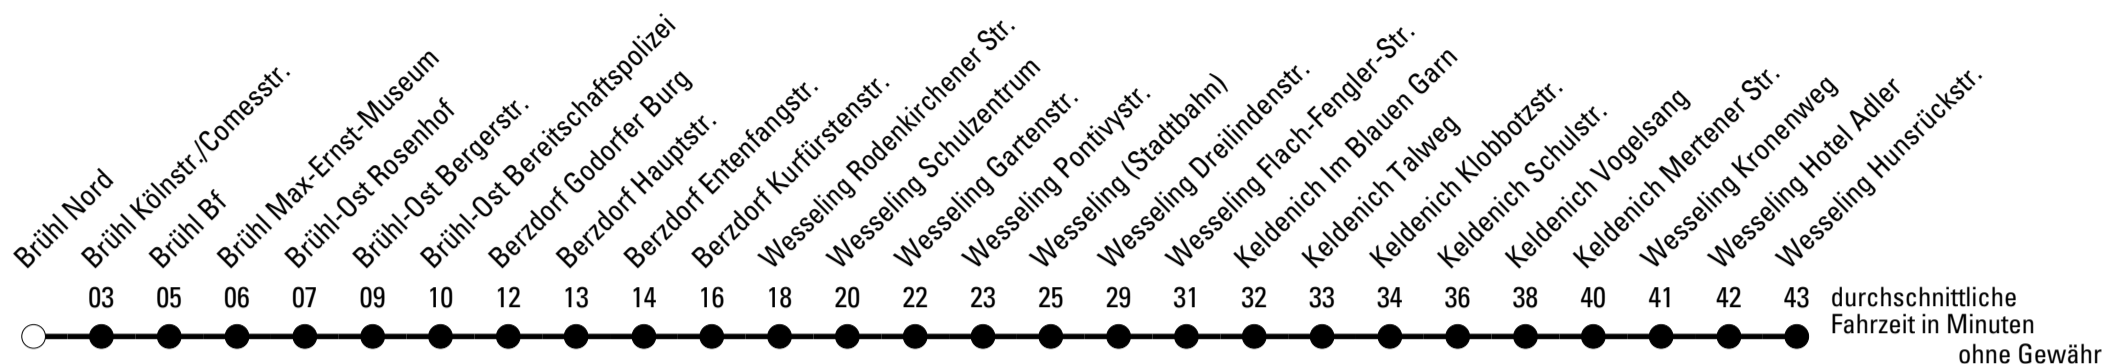 Brühl Nord
Brühl Kölnstr./Comesstr.
Brühl Bf
Brühl Max-Ernst-Museum
Brühl-Ost Rosenhof
Brühl-Ost Bergerstr.
Brühl-Ost Bereitschaftspolizei
Berzdorf Godorfer Burg
Berzdorf Hauptstr.
Berzdorf Entenfangstr.
Berzdorf Kurfürstenstr.
Wesseling Rodenkirchener Str.
Wesseling Schulzentrum
Wesseling Gartenstr.
Wesseling Pontivystr.
Wesseling (Stadtbahn)
Wesseling Dreilindenstr.
Wesseling Flach-Fengler-Str.
Keldenich Im Blauen Garn
Keldenich Talweg
Keldenich Klobbotzstr.
Keldenich Schulstr.
Keldenich Vogelsang
Keldenich Mertener Str.
Wesseling Kronenweg
Wesseling Hotel Adler
Wesseling Hunsrückstr.
03 05 06 07 09 10 12 13 14 16 18 20 22 23 25 29 31 32 33 34 36 38 40 41 42 43 durchschnittliche
Fahrzeit in Minuten
ohne Gewähr